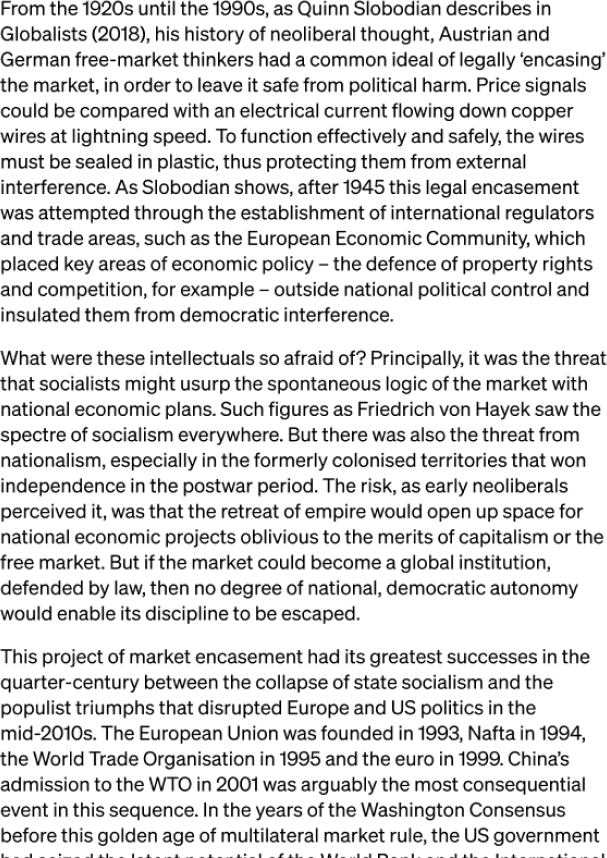 From the 1920s until the 1990s, as Quinn Slobodian describes in
Globalists (2018), his history of neoliberal thought, Austrian and
German free-market thinkers had a common ideal of legally ‘encasing’
the market, in order to leave it safe from political harm. Price signals
could be compared with an electrical current flowing down copper
wires at lightning speed. To function effectively and safely, the wires
must be sealed in plastic, thus protecting them from external
interference. As Slobodian shows, after 1945 this legal encasement
was attempted through the establishment of international regulators
and trade areas, such as the European Economic Community, which
placed key areas of economic policy – the defence of property rights
and competition, for example – outside national political control and
insulated them from democratic interference.
What were these intellectuals so afraid of? Principally, it was the threat
that socialists might usurp the spontaneous logic of the market with
national economic plans. Such figures as Friedrich von Hayek saw the
spectre of socialism everywhere. But there was also the threat from
nationalism, especially in the formerly colonised territories that won
independence in the postwar period. The risk, as early neoliberals
perceived it, was that the retreat of empire would open up space for
national economic projects oblivious to the merits of capitalism or the
free market. But if the market could become a global institution,
defended by law, then no degree of national, democratic autonomy
would enable its discipline to be escaped.
This project of market encasement had its greatest successes in the
quarter-century between the collapse of state socialism and the
populist triumphs that disrupted Europe and US politics in the
mid-2010s. The European Union was founded in 1993, Nafta in 1994,
the World Trade Organisation in 1995 and the euro in 1999. China’s
admission to the WTO in 2001 was arguably the most consequential
event in this sequence. In the years of the Washington Consensus
before this golden age of multilateral market rule, the US government
had seized the latent potential of the World Bank and the International